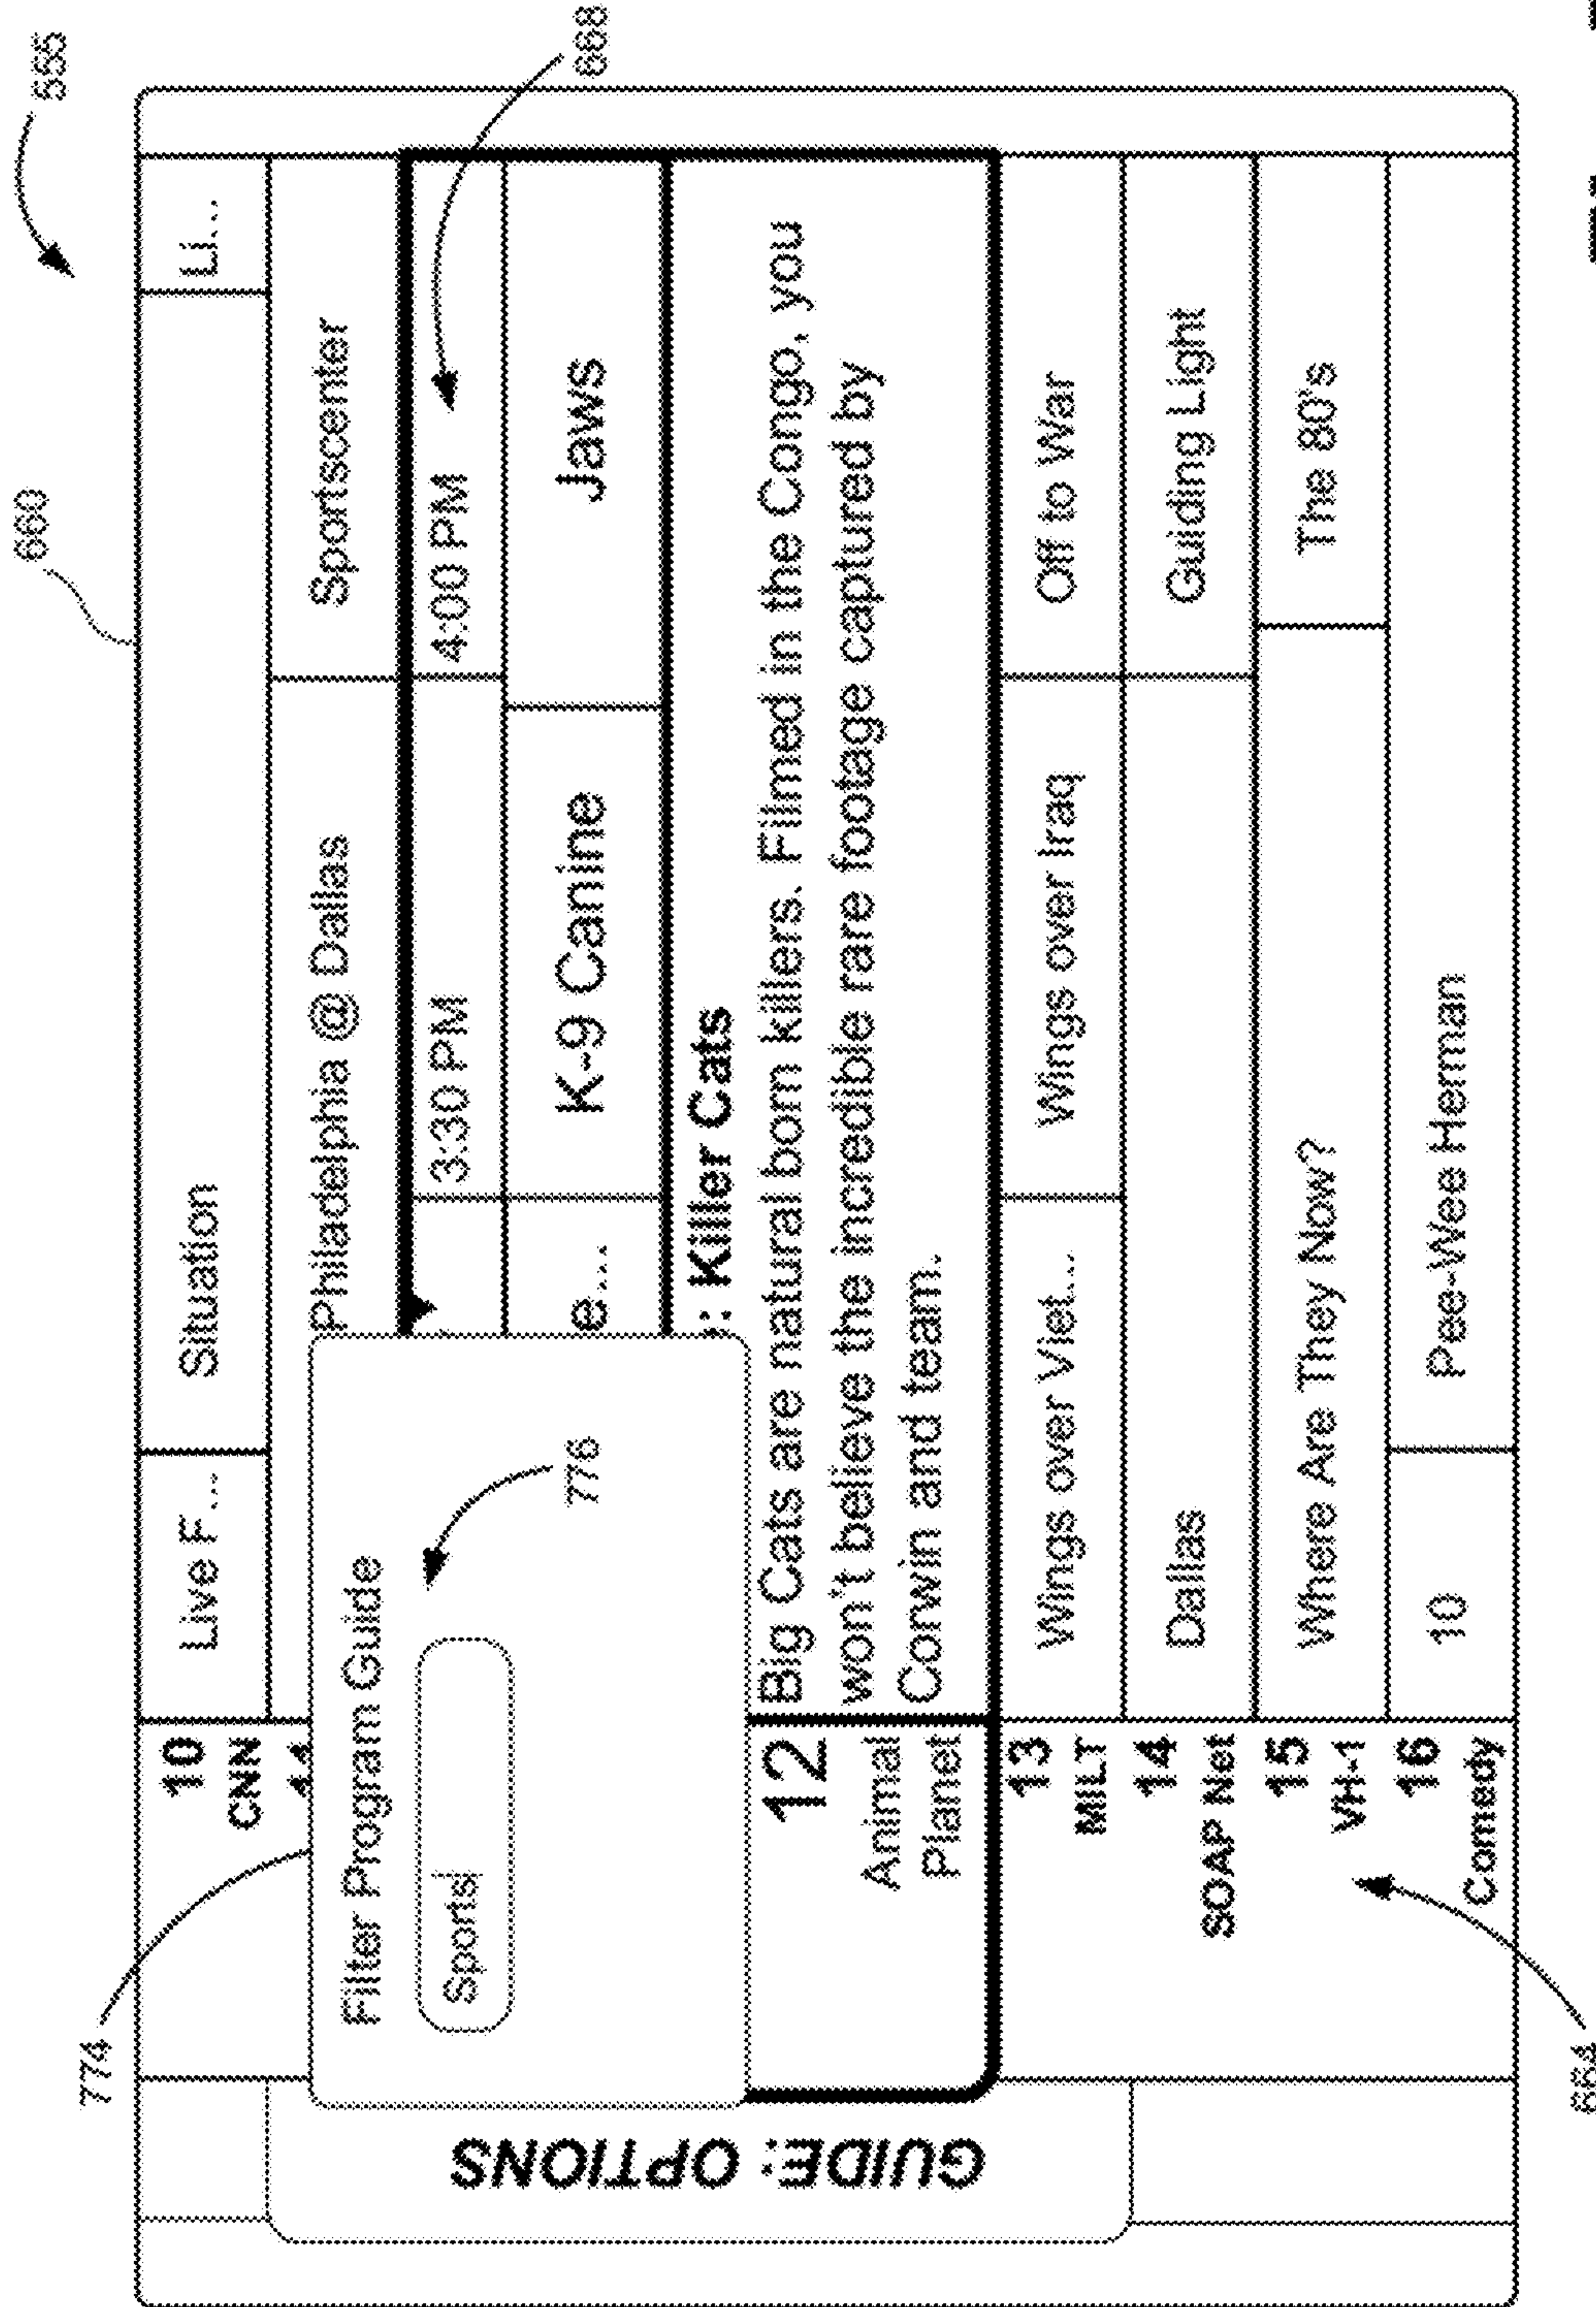 555
660
10
CNN
Live F...
Situation
Li...
774
Philadelphia @ Dallas
Sportscenter
Filter Program Guide
3:30 PM
4:00 PM
668
Sports
776
e...
K-9 Canine
Jaws
: Killer Cats
12
Animal
Planet
Big Cats are natural born killers. Filmed in the Congo, you
won't believe the incredible rare footage captured by
Corwin and team.
GUIDE: OPTIONS
13
MILT
Wings over Viet...
Wings over Iraq
Off to War
14
SOAP Net
Dallas
Guiding Light
15
VH-1
Where Are They Now?
The 80's
16
Comedy
10
Pee-Wee Herman
664